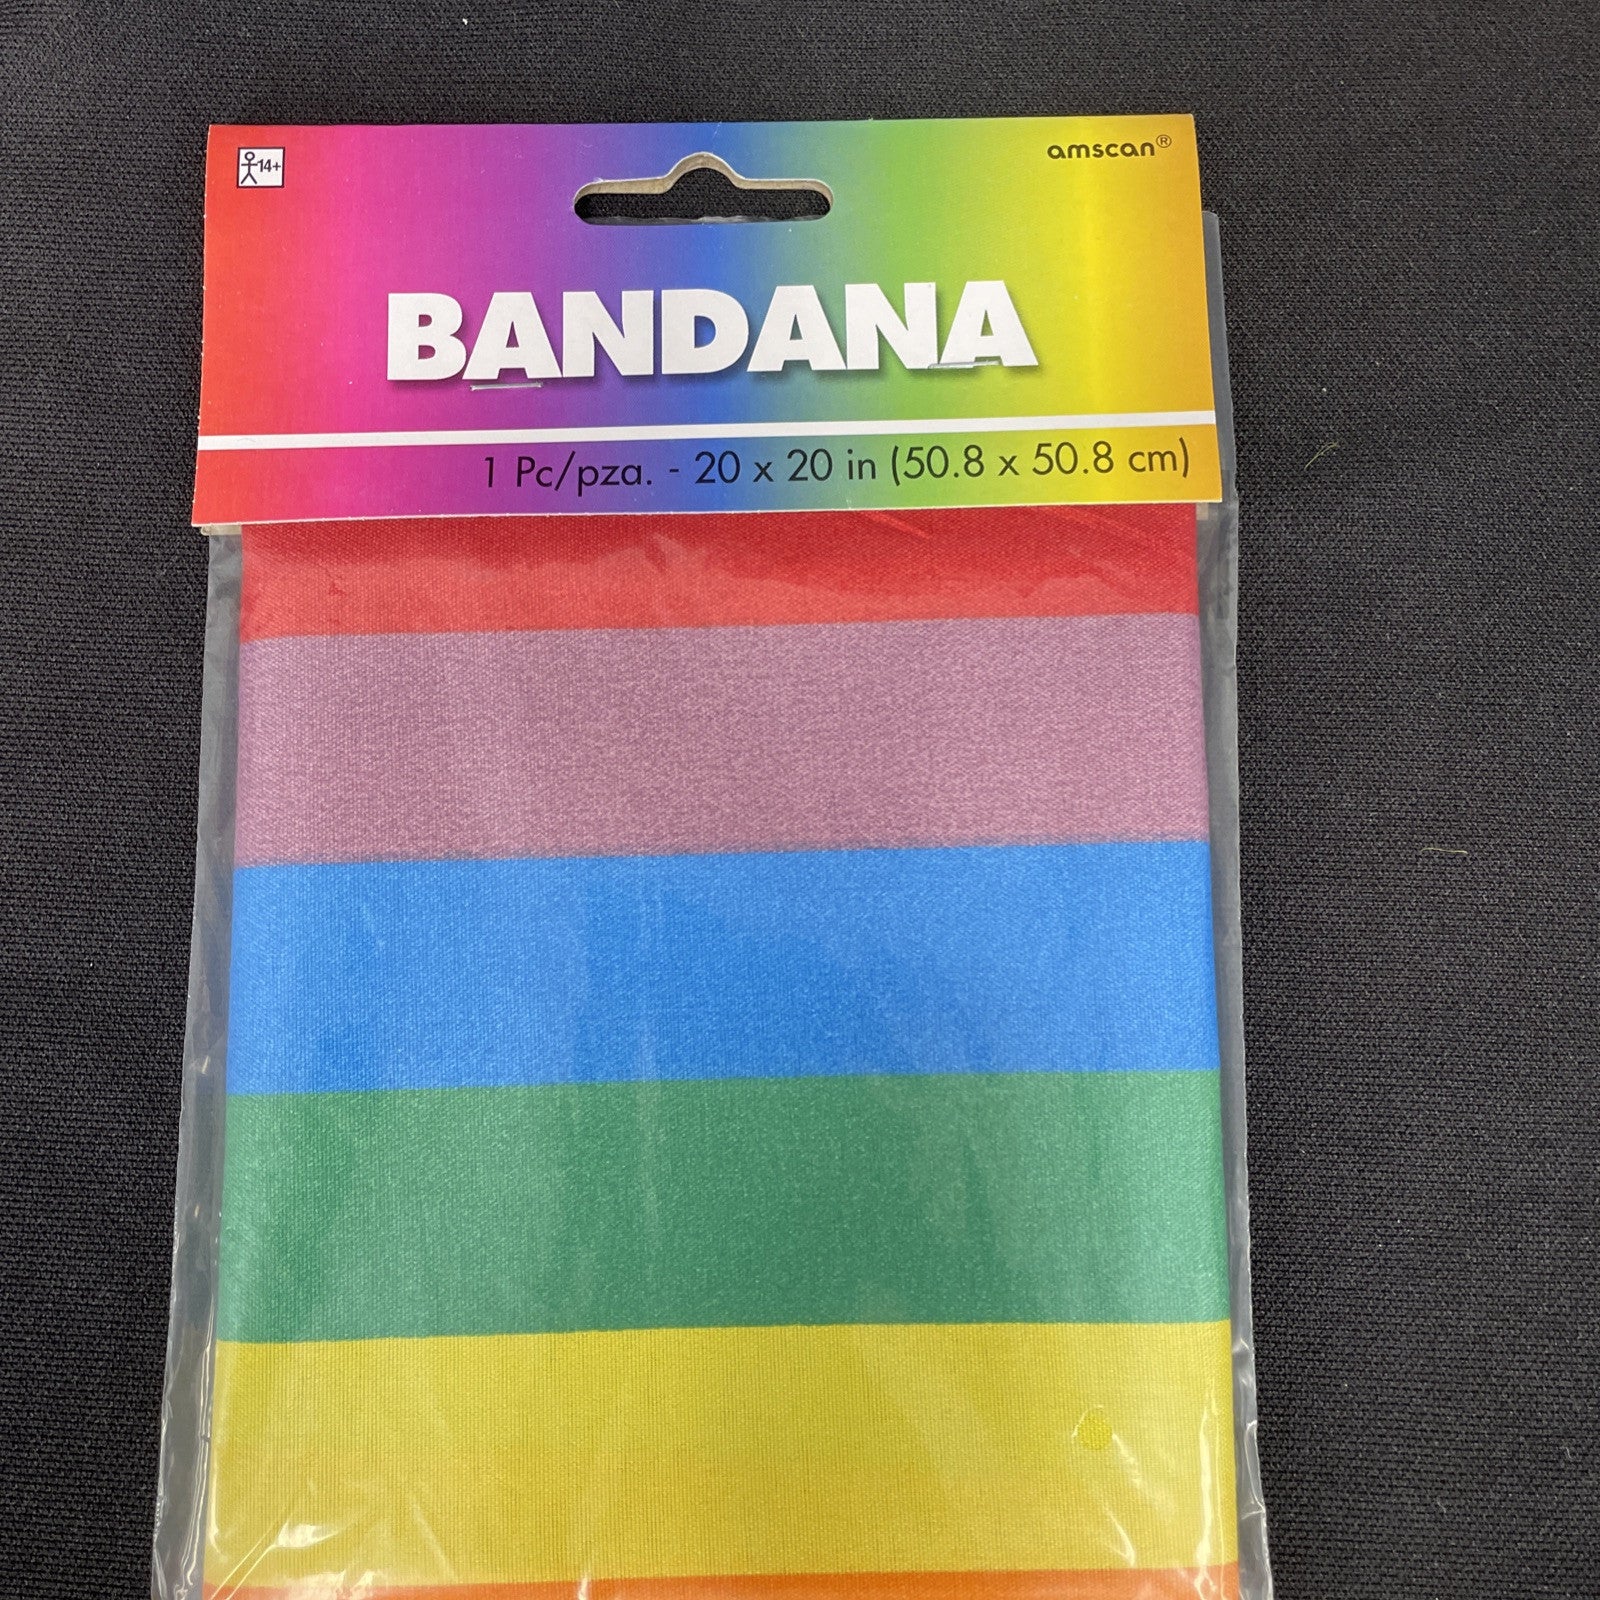 14+
amscan®
BANDANA
1 Pc/pza. - 20 x 20 in (50.8 x 50.8 cm)